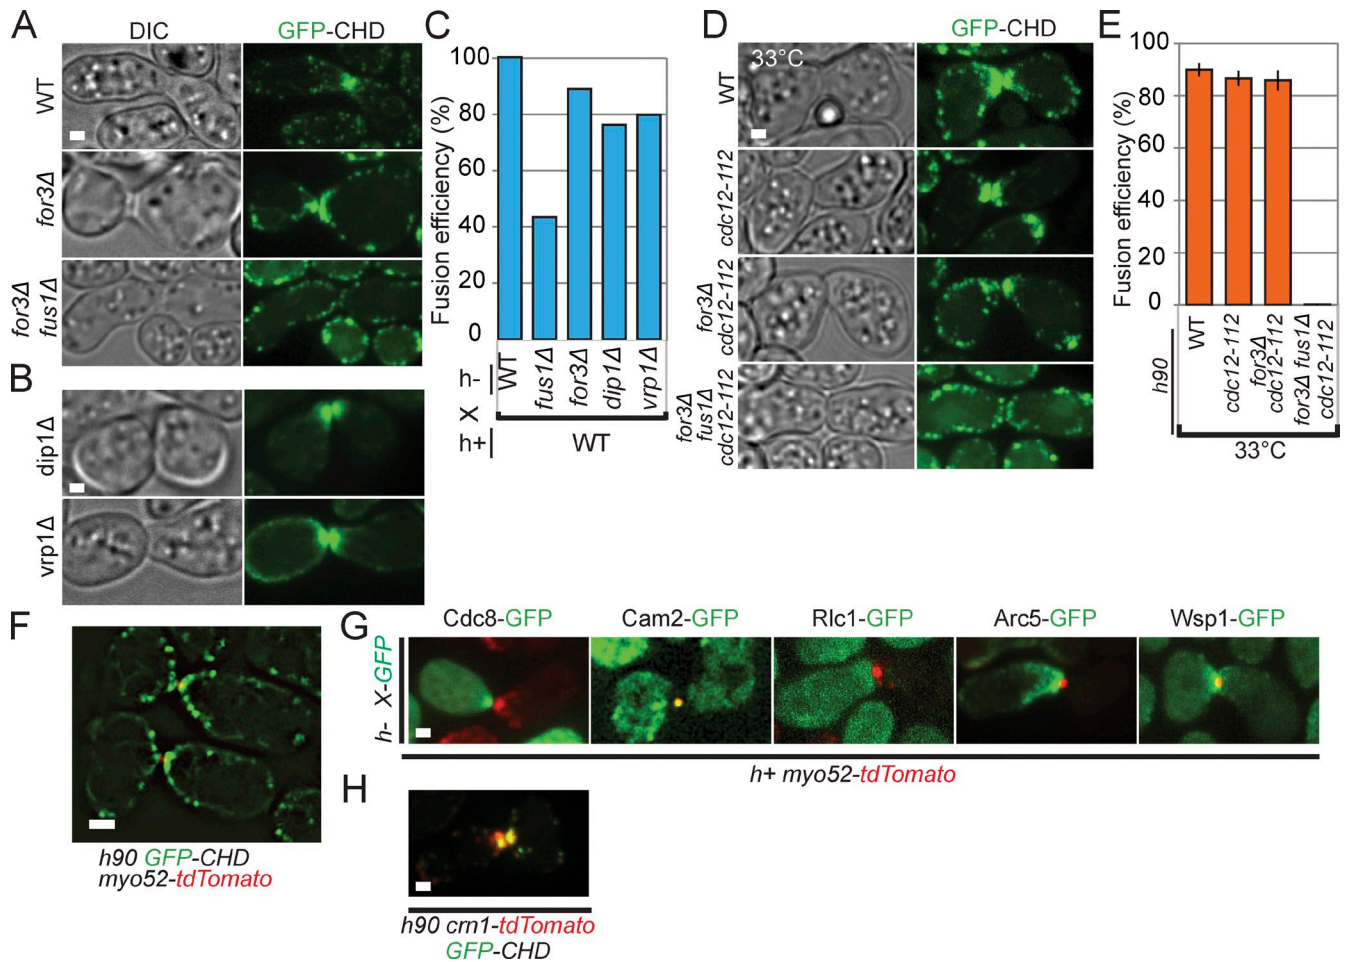 A
DIC
GFP-CHD
WT
for3Δ
for3Δ
fus1Δ
B
dip1Δ
vrp1Δ
C
Fusion efficiency (%)
100
80
60
40
20
0
h-
X
h+
WT
fus1Δ
for3Δ
dip1Δ
vrp1Δ
WT
D
GFP-CHD
33°C
WT
cdc12-112
for3Δ
cdc12-112
for3Δ
fus1Δ
cdc12-112
E
Fusion efficiency (%)
100
80
60
40
20
0
h90
WT
cdc12-112
for3Δ
cdc12-112
for3Δ fus1Δ
cdc12-112
33°C
F
h90 GFP-CHD
myo52-tdTomato
G
Cdc8-GFP
Cam2-GFP
Rlc1-GFP
Arc5-GFP
Wsp1-GFP
h- X-GFP
h+ myo52-tdTomato
H
h90 crn1-tdTomato
GFP-CHD